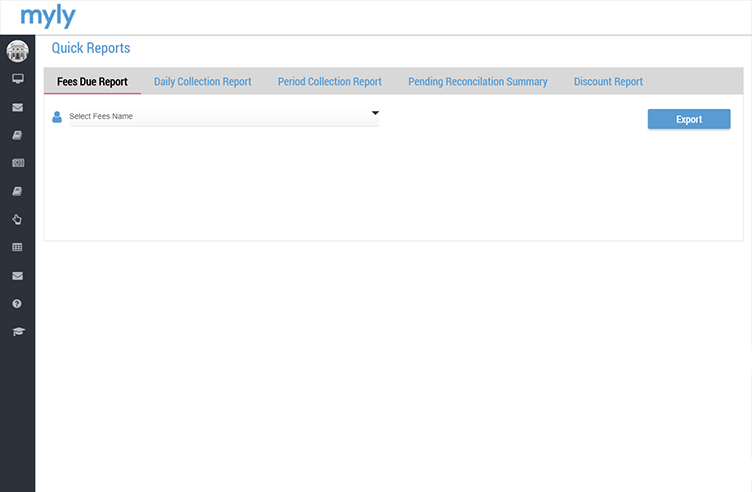 myly
Quick Reports
Fees Due Report Daily Collection Report Period Collection Report Pending Reconcilation Summary Discount Report
Select Fees Name Export